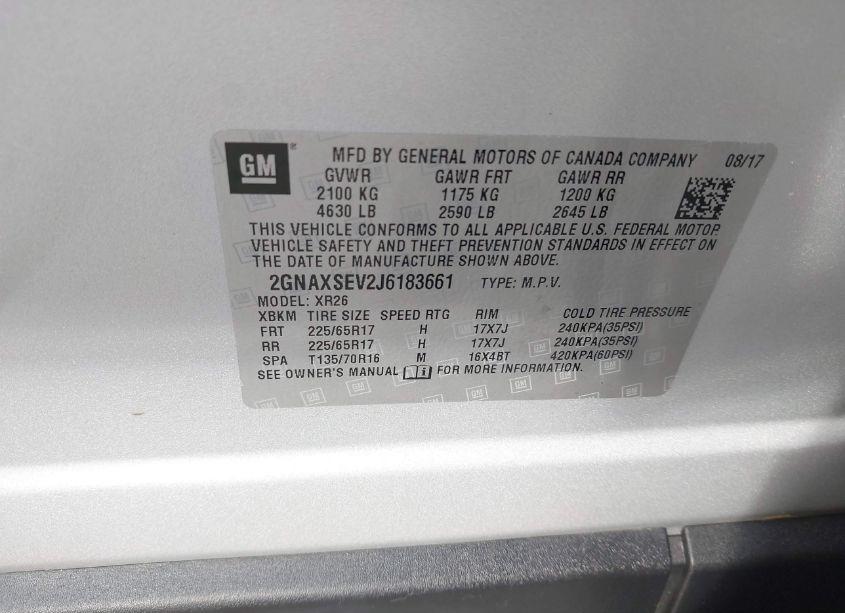 GM ® MFD BY GENERAL MOTORS OF CANADA COMPANY 08/17
GVWR GAWR FRT GAWR RR
2100 KG 1175 KG 1200 KG
4630 LB 2590 LB 2645 LB
THIS VEHICLE CONFORMS TO ALL APPLICABLE U.S. FEDERAL MOTOR
VEHICLE SAFETY AND THEFT PREVENTION STANDARDS IN EFFECT ON
THE DATE OF MANUFACTURE SHOWN ABOVE.
2GNAXSEV2J6183661 TYPE: M.P.V.
MODEL: XR26
XBKM TIRE SIZE SPEED RTG RIM COLD TIRE PRESSURE
FRT 225/65R17 H 17X7J 240KPA(35PSI)
RR 225/65R17 H 17X7J 240KPA(35PSI)
SPA T135/70R16 M 16X4BT 420KPA(60PSI)
SEE OWNER'S MANUAL i FOR MORE INFORMATION.